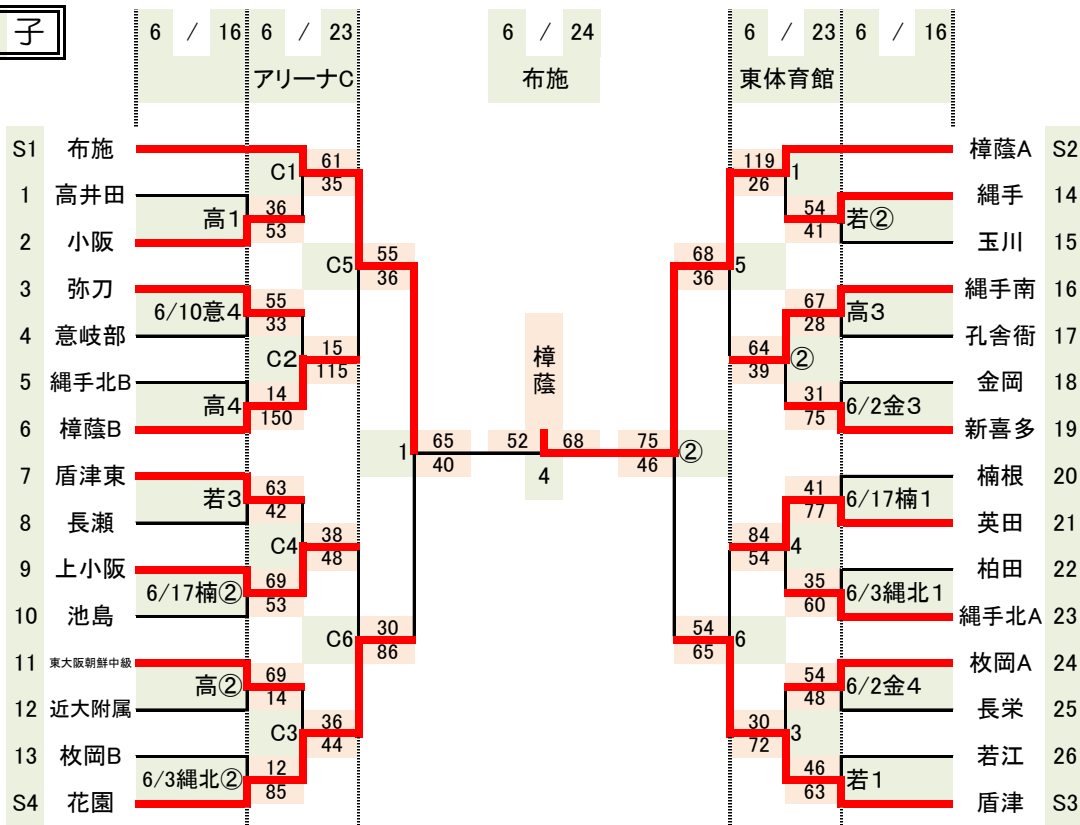 子
6 / 16 6 / 23 6 / 24 6 / 23 6 / 16
アリーナC 布施 東体育館
S1 布施
1 高井田
2 小阪
3 弥刀
4 意岐部
5 縄手北B
6 樟蔭B
7 盾津東
8 長瀬
9 上小阪
10 池島
11 東大阪朝鮮中級
12 近大附属
13 枚岡B
S4 花園
高1
6/10意4
高4
若3
6/17楠②
高②
6/3縄北②
C1
36
53
55
33
C2
14
150
63
42
C4
69
53
69
14
C3
12
85
61
35
C5
15
115
38
48
C6
36
44
55
36
30
86
1
65
40
樟蔭
52 68
4
75
46
②
68
36
54
65
119
26
5
64
39
84
54
6
30
72
1
54
41
67
28
②
31
75
41
77
4
35
60
54
48
3
46
63
若②
高3
6/2金3
6/17楠1
6/3縄北1
6/2金4
若1
樟蔭A S2
縄手 14
玉川 15
縄手南 16
孔舎衙 17
金岡 18
新喜多 19
楠根 20
英田 21
柏田 22
縄手北A 23
枚岡A 24
長栄 25
若江 26
盾津 S3